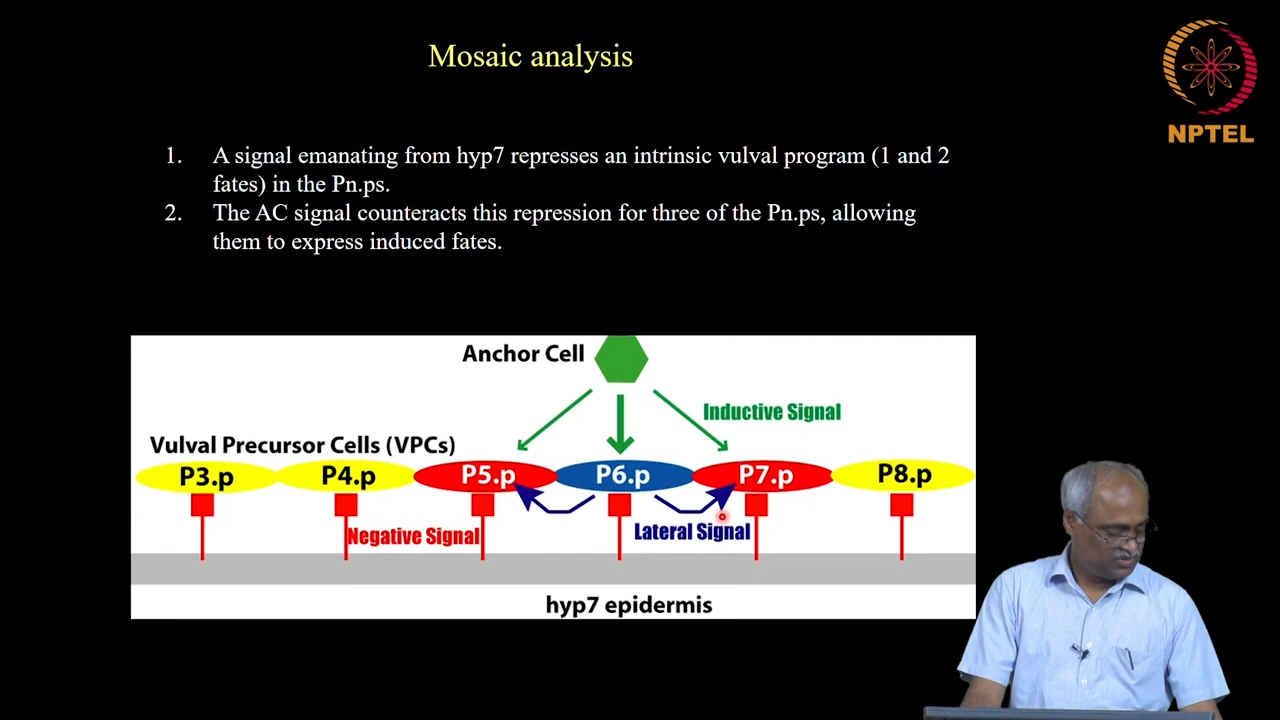 Mosaic analysis
NPTEL
1. A signal emanating from hyp7 represses an intrinsic vulval program (1 and 2
fates) in the Pn.ps.
2. The AC signal counteracts this repression for three of the Pn.ps, allowing
them to express induced fates.
Anchor Cell
Inductive Signal
Vulval Precursor Cells (VPCs)
P3.p P4.p P5.p P6.p P7.p P8.p
Negative Signal Lateral Signal
hyp7 epidermis